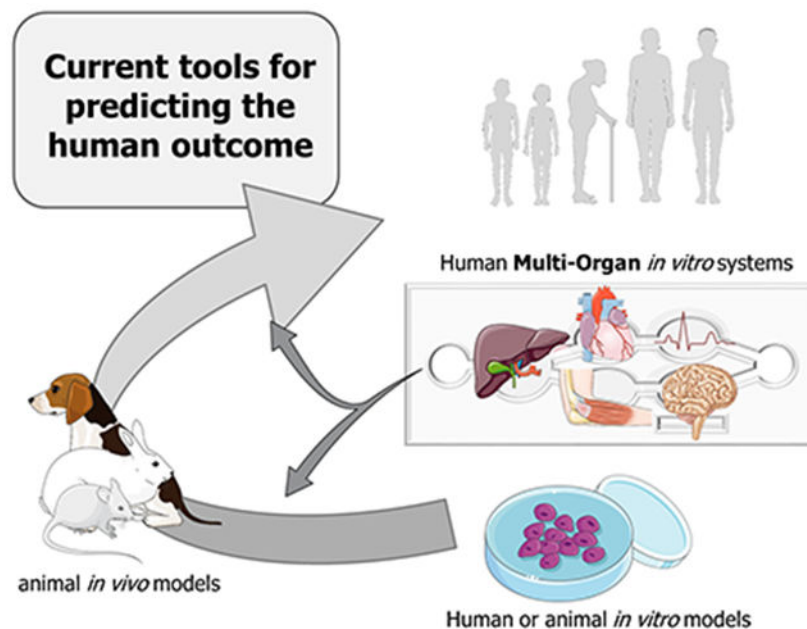 Current tools for
predicting the
human outcome
Human Multi-Organ in vitro systems
animal in vivo models
Human or animal in vitro models